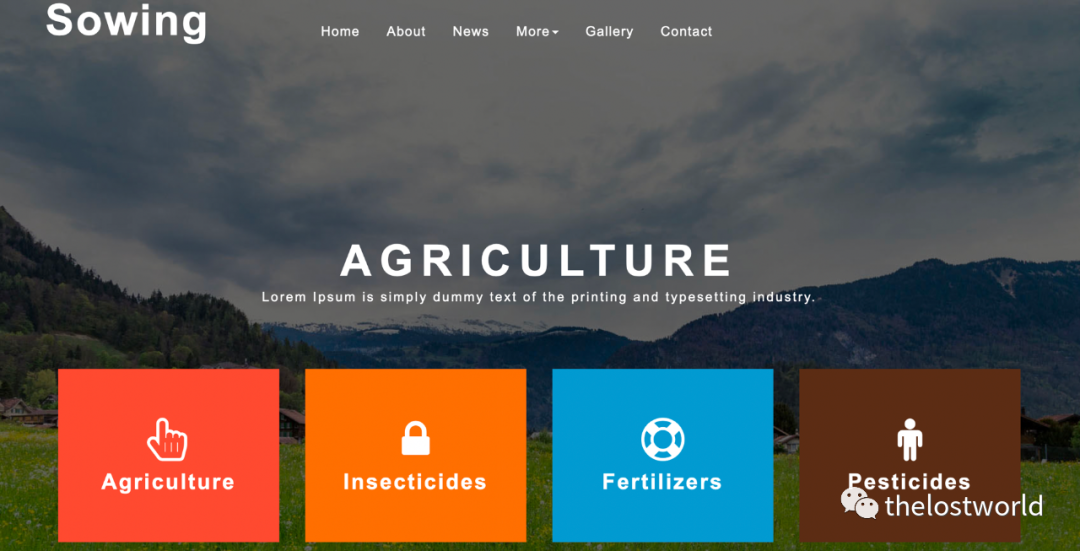 Sowing
Home About News More Gallery Contact
AGRICULTURE
Lorem Ipsum is simply dummy text of the printing and typesetting industry.
Agriculture Insecticides Fertilizers Pesticides
thelostworld